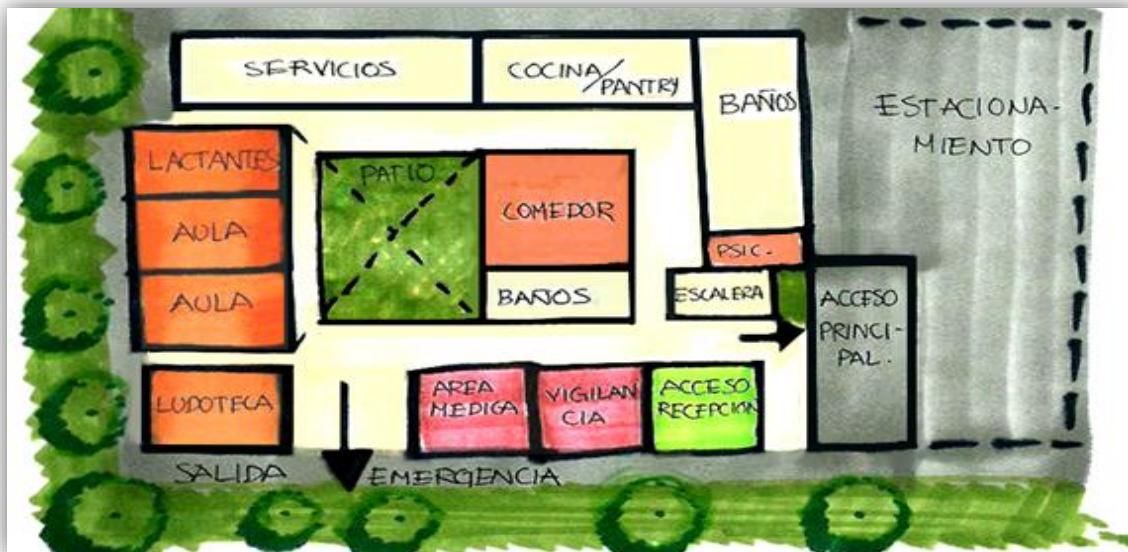 SERVICIOS
COCINA/
PANTRY
BAÑOS
ESTACIONA-
MIENTO
LACTANTES
PATIO
COMEDOR
AULA
PSIC.
AULA
BAÑOS
ESCALERA
ACCESO
PRINCI-
PAL.
LUDOTECA
AREA
MEDICA
VIGILAN
CIA
ACCESO
RECEPCION
SALIDA
EMERGENCIA